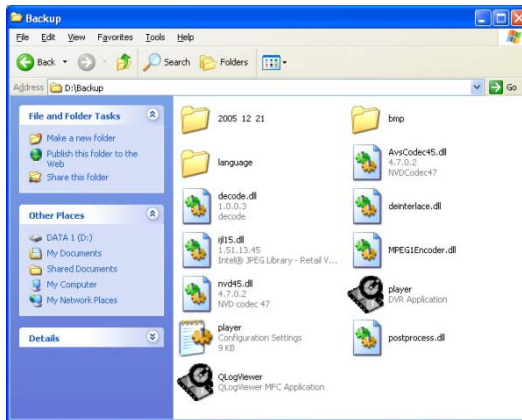 Backup
File Edit View Favorites Tools Help
Back Search Folders
Address D:\Backup Go
File and Folder Tasks
Make a new folder
Publish this folder to the
Web
Share this folder
Other Places
DATA 1 (D:)
My Documents
Shared Documents
My Computer
My Network Places
Details
2005 12 21
bmp
language
AvsCodec45.dll
4.7.0.2
NVDCodec47
decode.dll
1.0.0.3
decode
deinterlace.dll
ijl15.dll
1.51.13.45
Intel® JPEG Library - Retail V...
MPEG1Encoder.dll
nvd45.dll
4.7.0.2
NVD codec 47
player
DVR Application
player
Configuration Settings
9 KB
postprocess.dll
QLogViewer
QLogViewer MFC Application